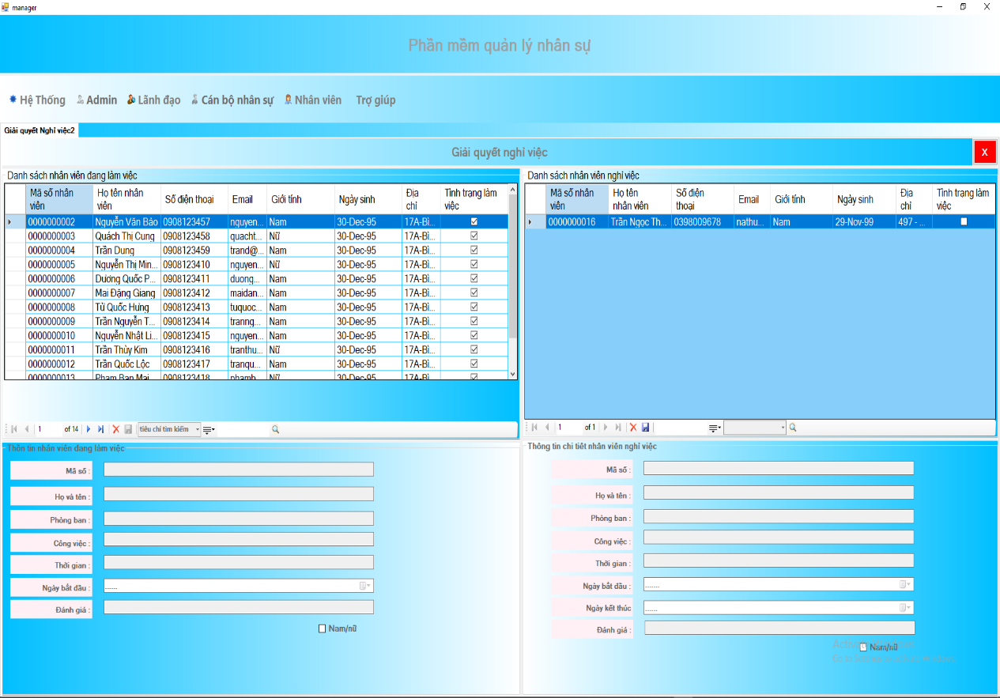 manager
Phần mềm quản lý nhân sự
Hệ Thống Admin Lãnh đạo Cán bộ nhân sự Nhân viên Trợ giúp
Giải quyết Nghỉ việc2
Giải quyết nghỉ việc X
Danh sách nhân viên đang làm việc
Mã số nhân viên Họ tên nhân viên Số điện thoại Email Giới tính Ngày sinh Địa chỉ Tình trạng làm việc
0000000002 Nguyễn Văn Bảo 0908123457 nguyen... Nam 30-Dec-95 17A-Bì...
0000000003 Quách Thị Cung 0908123458 quacht... Nữ 30-Dec-95 17A-Bì...
0000000004 Trần Dung 0908123459 trand@... Nam 30-Dec-95 17A-Bì...
0000000005 Nguyễn Thị Min... 0908123410 nguyen... Nữ 30-Dec-95 17A-Bì...
0000000006 Dương Quốc P... 0908123411 duong... Nam 30-Dec-95 17A-Bì...
0000000007 Mai Đặng Giang 0908123412 maidan... Nam 30-Dec-95 17A-Bì...
0000000008 Từ Quốc Hưng 0908123413 tuquoc... Nam 30-Dec-95 17A-Bì...
0000000009 Trần Nguyễn T... 0908123414 tranng... Nam 30-Dec-95 17A-Bì...
0000000010 Nguyễn Nhật Li... 0908123415 nguyen... Nam 30-Dec-95 17A-Bì...
0000000011 Trần Thùy Kim 0908123416 tranthu... Nữ 30-Dec-95 17A-Bì...
0000000012 Trần Quốc Lộc 0908123417 tranqu... Nam 30-Dec-95 17A-Bì...
0000000013 Phạm Ban Mai 0908123418 phamb... Nữ 30-Dec-95 17A-Bì...
1 of 14 tiêu chí tìm kiếm
Danh sách nhân viên nghỉ việc
Mã số nhân viên Họ tên nhân viên Số điện thoại Email Giới tính Ngày sinh Địa chỉ Tình trạng làm việc
0000000016 Trần Ngọc Th... 0398009678 nathu... Nam 29-Nov-99 497 - ...
1 of 1
Thôn tin nhân viên đang làm việc
Mã số :
Họ và tên :
Phòng ban :
Công việc :
Thời gian :
Ngày bắt đầu : ......
Đánh giá :
Nam/nữ
Thông tin chi tiết nhân viên nghỉ việc
Mã số :
Họ và tên :
Phòng ban :
Công việc :
Thời gian :
Ngày bắt đầu : .......
Ngày kết thúc ......
Đánh giá :
Nam/nữ